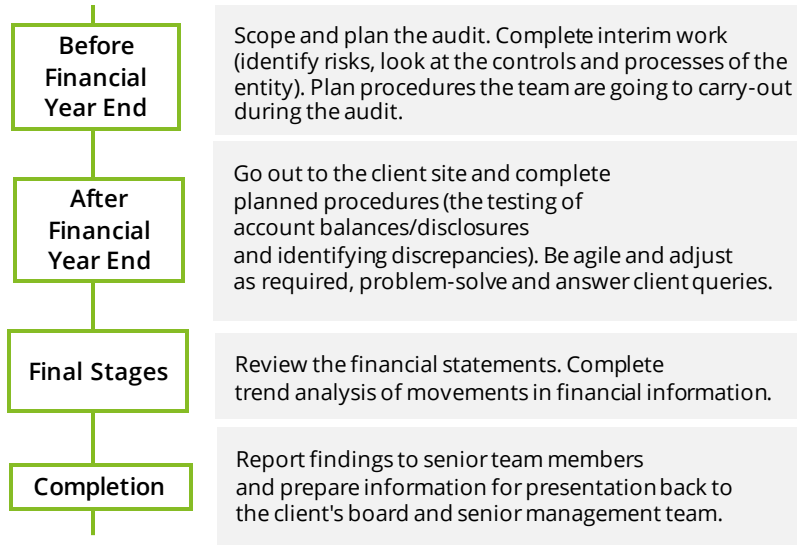 Before
Financial
Year End
Scope and plan the audit. Complete interim work
(identify risks, look at the controls and processes of the
entity). Plan procedures the team are going to carry-out
during the audit.
After
Financial
Year End
Go out to the client site and complete
planned procedures (the testing of
account balances/disclosures
and identifying discrepancies). Be agile and adjust
as required, problem-solve and answer client queries.
Final Stages
Review the financial statements. Complete
trend analysis of movements in financial information.
Completion
Report findings to senior team members
and prepare information for presentation back to
the client's board and senior management team.